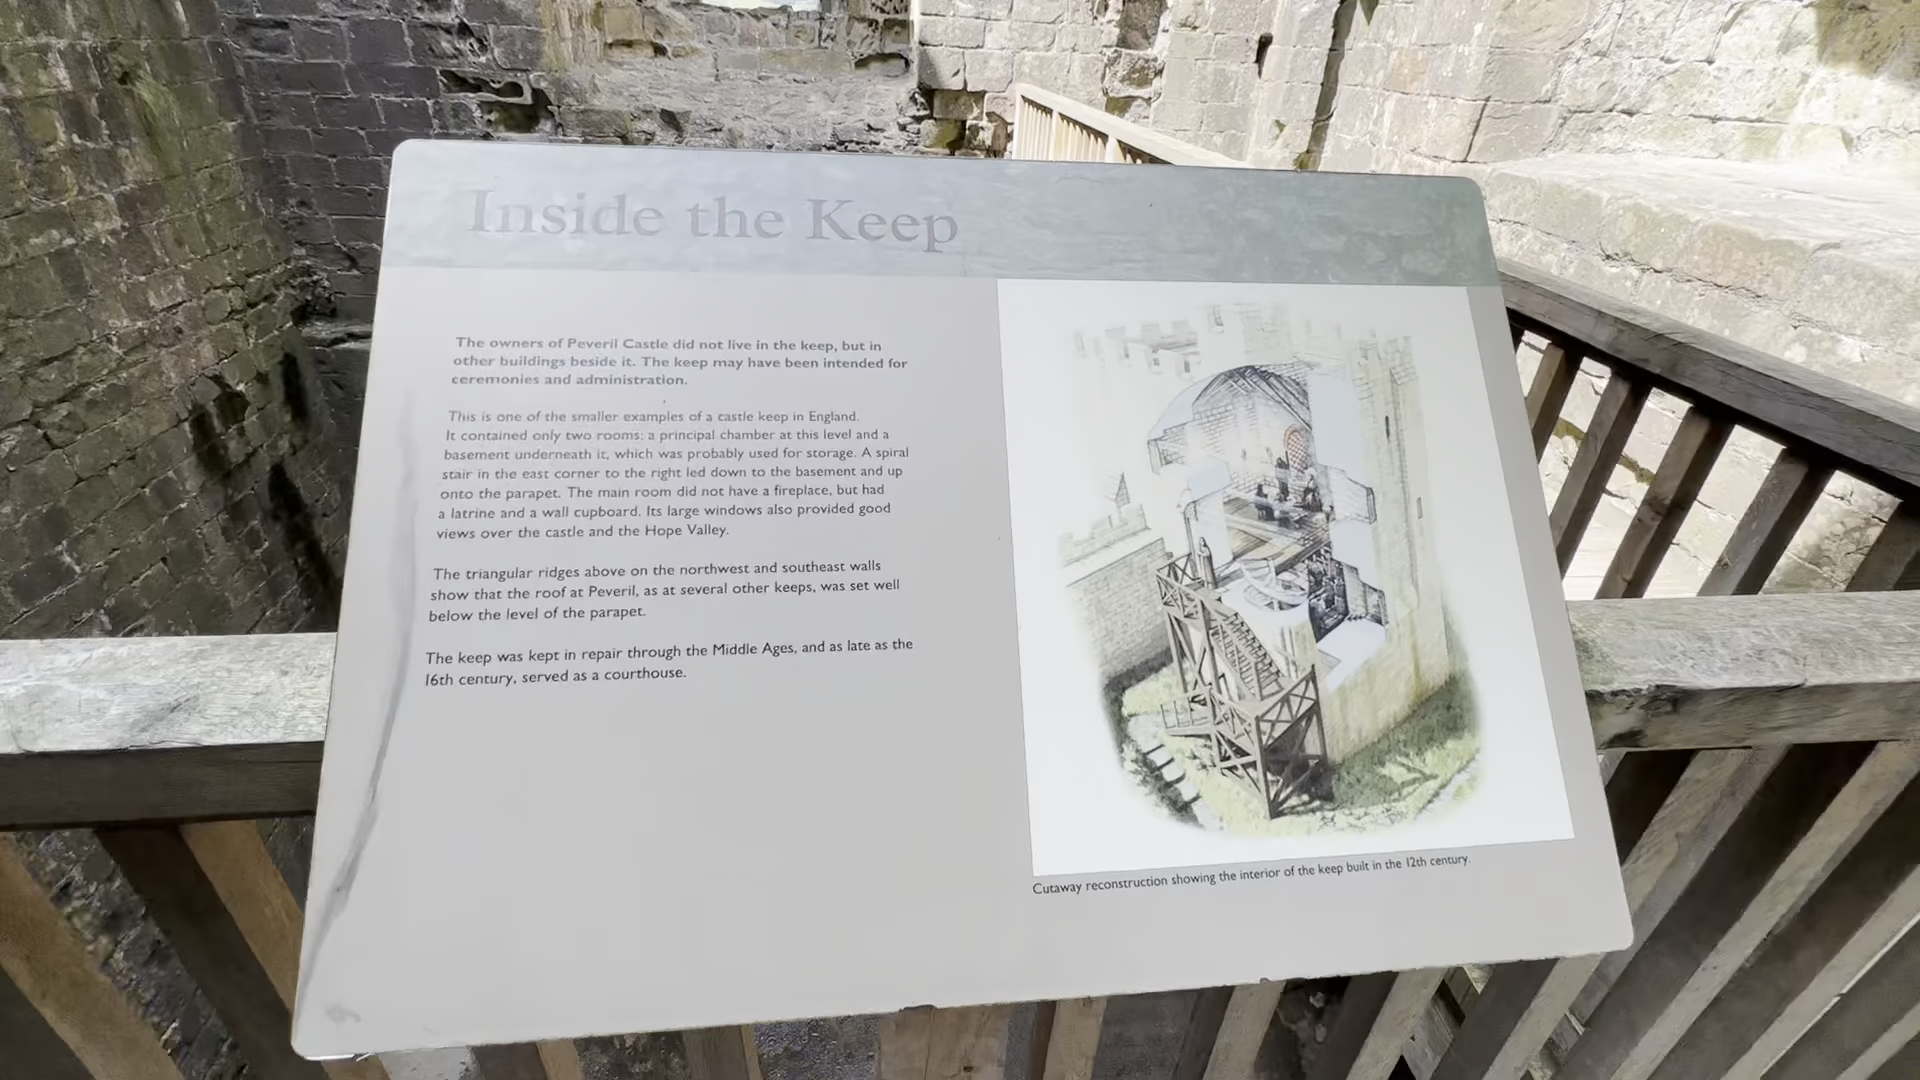 Inside the Keep
The owners of Peveril Castle did not live in the keep, but in
other buildings beside it. The keep may have been intended for
ceremonies and administration.
This is one of the smaller examples of a castle keep in England.
It contained only two rooms: a principal chamber at this level and a
basement underneath it, which was probably used for storage. A spiral
stair in the east corner to the right led down to the basement and up
onto the parapet. The main room did not have a fireplace, but had
a latrine and a wall cupboard. Its large windows also provided good
views over the castle and the Hope Valley.
The triangular ridges above on the northwest and southeast walls
show that the roof at Peveril, as at several other keeps, was set well
below the level of the parapet.
The keep was kept in repair through the Middle Ages, and as late as the
16th century, served as a courthouse.
Cutaway reconstruction showing the interior of the keep built in the 12th century.